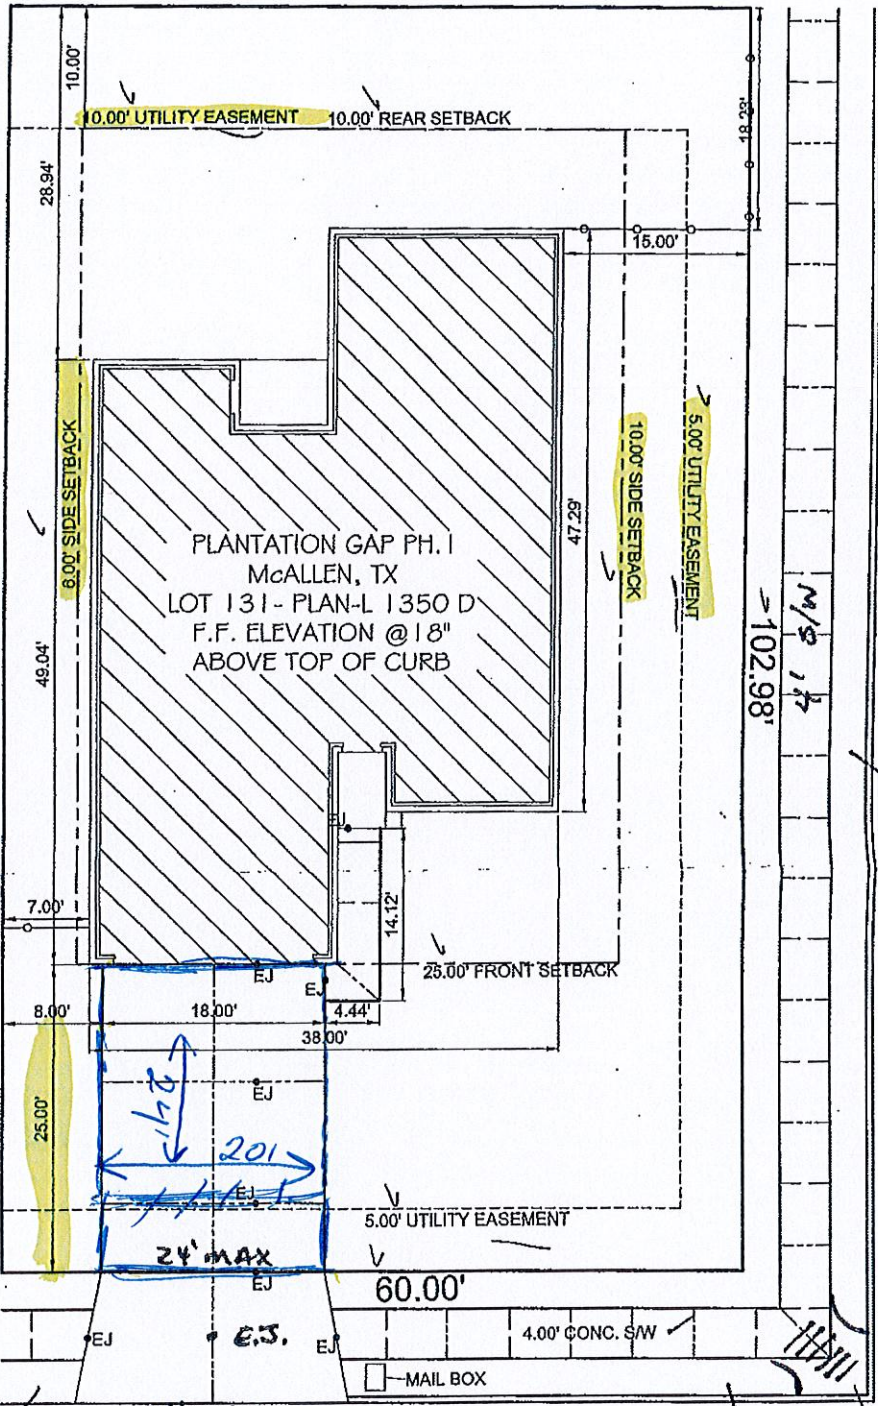 10.00'
10.00' UTILITY EASEMENT
10.00' REAR SETBACK
18.23'
28.94'
15.00'
6.00' SIDE SETBACK
10.00' SIDE SETBACK
5.00' UTILITY EASEMENT
47.29'
PLANTATION GAP PH. I
McALLEN, TX
LOT 131 - PLAN-L 1350 D
F.F. ELEVATION @ 18"
ABOVE TOP OF CURB
49.04'
102.98'
4' S/W
EJ
7.00'
14.12'
25.00' FRONT SETBACK
EJ
EJ
8.00'
18.00'
4.44'
38.00'
EJ
25.00'
24'
20'
EJ
5.00' UTILITY EASEMENT
24' MAX
EJ
60.00'
EJ
E.J.
EJ
4.00' CONC. S/W
MAIL BOX